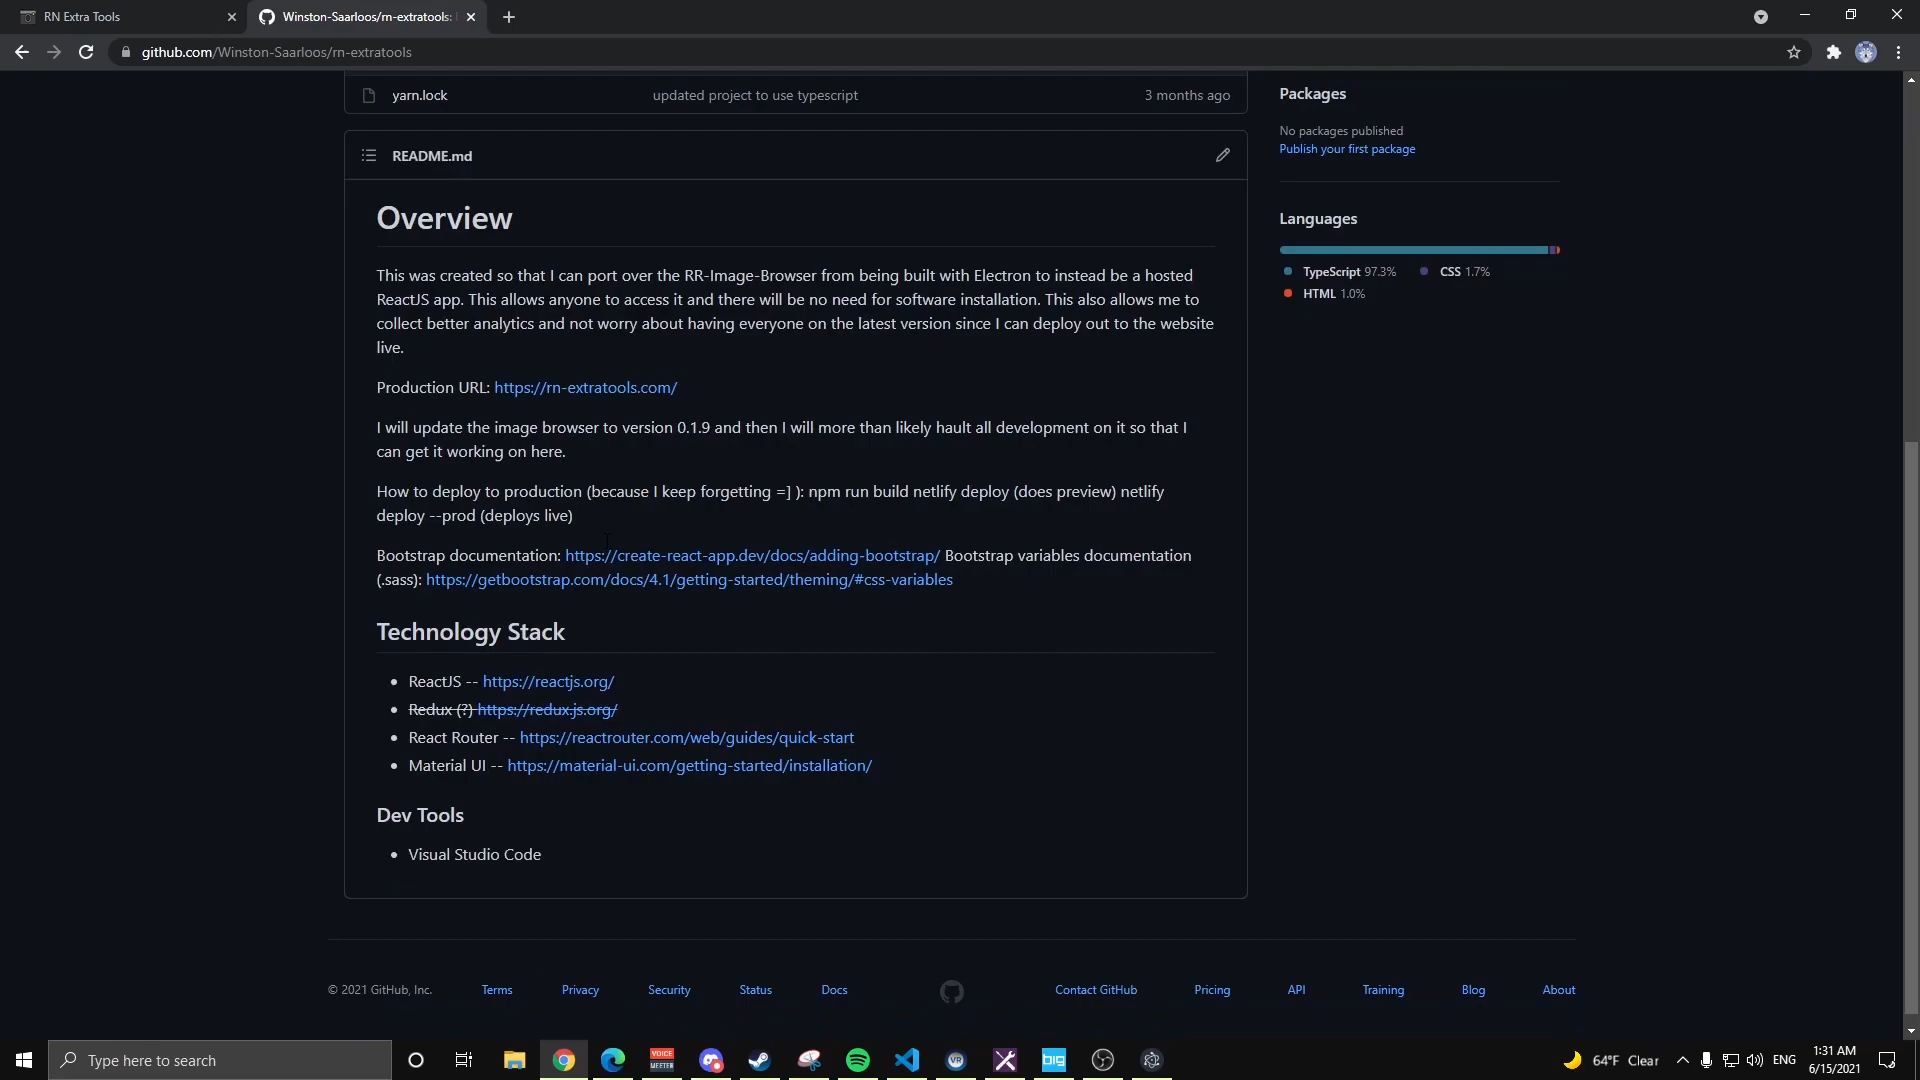 RN Extra Tools
Winston-Saarloos/rn-extratools:
github.com/Winston-Saarloos/rn-extratools
yarn.lock
updated project to use typescript
3 months ago
README.md
Overview
This was created so that I can port over the RR-Image-Browser from being built with Electron to instead be a hosted
ReactJS app. This allows anyone to access it and there will be no need for software installation. This also allows me to
collect better analytics and not worry about having everyone on the latest version since I can deploy out to the website
live.
Production URL: https://rn-extratools.com/
I will update the image browser to version 0.1.9 and then I will more than likely hault all development on it so that I
can get it working on here.
How to deploy to production (because I keep forgetting =] ): npm run build netlify deploy (does preview) netlify
deploy --prod (deploys live)
Bootstrap documentation: https://create-react-app.dev/docs/adding-bootstrap/ Bootstrap variables documentation
(.sass): https://getbootstrap.com/docs/4.1/getting-started/theming/#css-variables
Technology Stack
ReactJS -- https://reactjs.org/
Redux (?) https://redux.js.org/
React Router -- https://reactrouter.com/web/guides/quick-start
Material UI -- https://material-ui.com/getting-started/installation/
Dev Tools
Visual Studio Code
Packages
No packages published
Publish your first package
Languages
TypeScript 97.3%
CSS 1.7%
HTML 1.0%
© 2021 GitHub, Inc.
Terms
Privacy
Security
Status
Docs
Contact GitHub
Pricing
API
Training
Blog
About
Type here to search
VOICE
MEETER
VR
big
64°F Clear
ENG
1:31 AM
6/15/2021